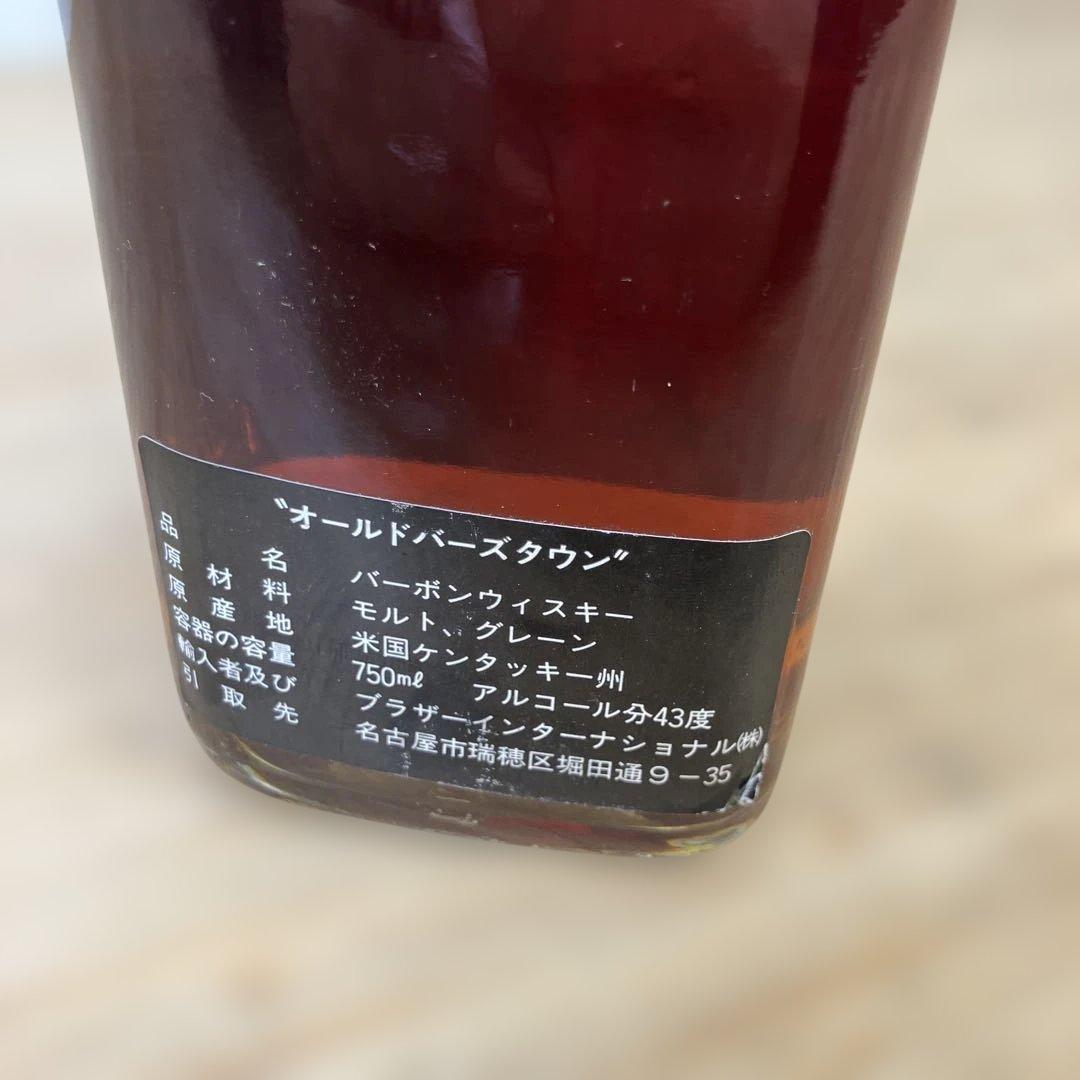 〝オールドバーズタウン〞
品名 バーボンウィスキー
原材料 モルト、グレーン
原産地 米国ケンタッキー州
容器の容量 750㎖ アルコール分43度
輸入者及び ブラザーインターナショナル㈱
引取先 名古屋市瑞穂区堀田通9-35